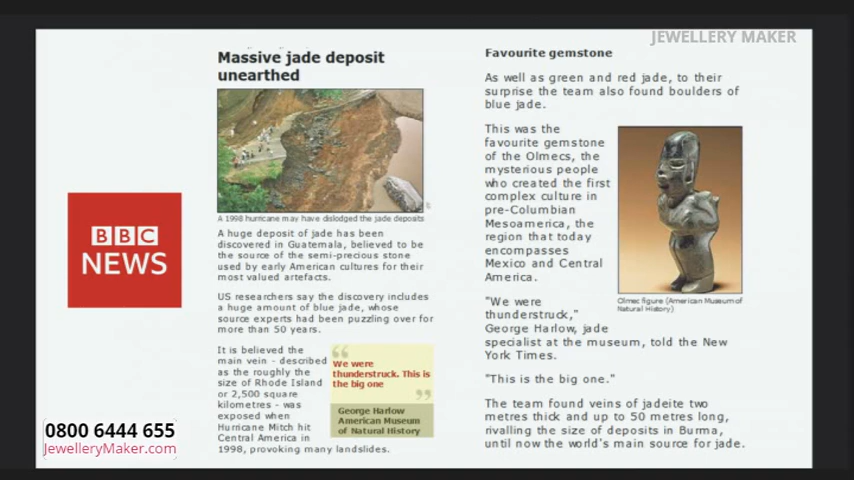 JEWELLERY MAKER
Massive jade deposit
unearthed
A 1998 hurricane may have dislodged the jade deposits
A huge deposit of jade has been
discovered in Guatemala, believed to be
the source of the semi-precious stone
used by early American cultures for their
most valued artefacts.
US researchers say the discovery includes
a huge amount of blue jade, whose
source experts had been puzzling over for
more than 50 years.
It is believed the
main vein - described
as the roughly the
size of Rhode Island
or 2,500 square
kilometres - was
exposed when
Hurricane Mitch hit
Central America in
1998, provoking many landslides.
We were
thunderstruck. This is
the big one
George Harlow
American Museum
of Natural History
Favourite gemstone
As well as green and red jade, to their
surprise the team also found boulders of
blue jade.
This was the
favourite gemstone
of the Olmecs, the
mysterious people
who created the first
complex culture in
pre-Columbian
Mesoamerica, the
region that today
encompasses
Mexico and Central
America.
Olmec figure (American Museum of
Natural History)
"We were
thunderstruck,"
George Harlow, jade
specialist at the museum, told the New
York Times.
"This is the big one."
The team found veins of jadeite two
metres thick and up to 50 metres long,
rivalling the size of deposits in Burma,
until now the world's main source for jade.
BBC
NEWS
0800 6444 655
JewelleryMaker.com